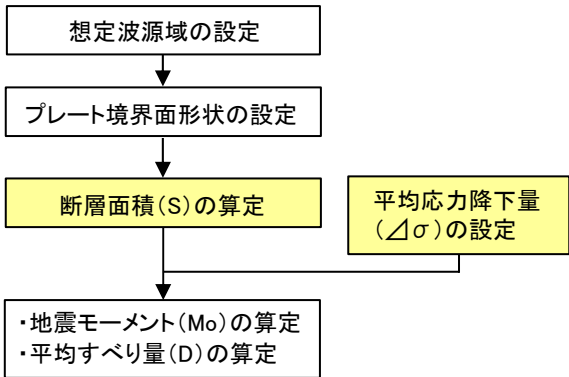 想定波源域の設定
プレート境界面形状の設定
断層面積(S)の算定
平均応力降下量
(⊿σ)の設定
・地震モーメント(Mo)の算定
・平均すべり量(D)の算定